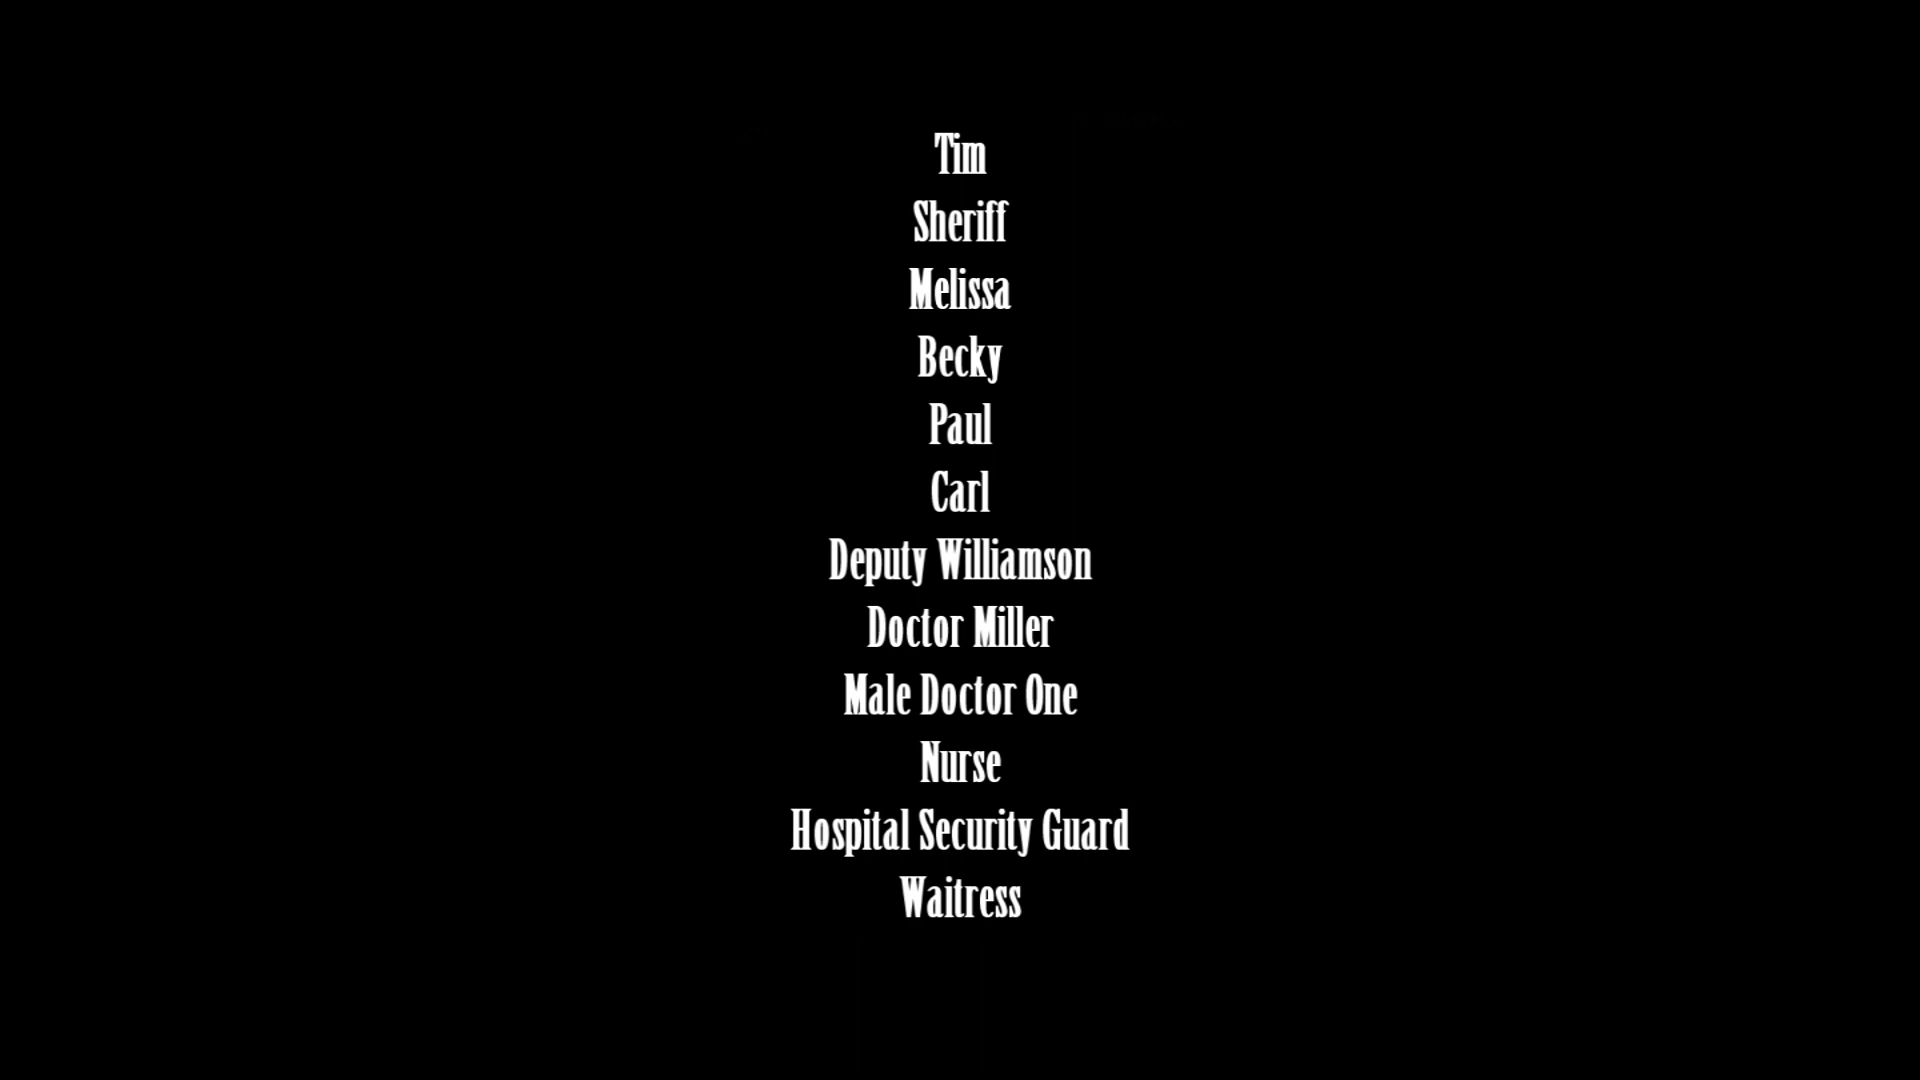 Tim
Sheriff
Melissa
Becky
Paul
Carl
Deputy Williamson
Doctor Miller
Male Doctor One
Nurse
Hospital Security Guard
Waitress